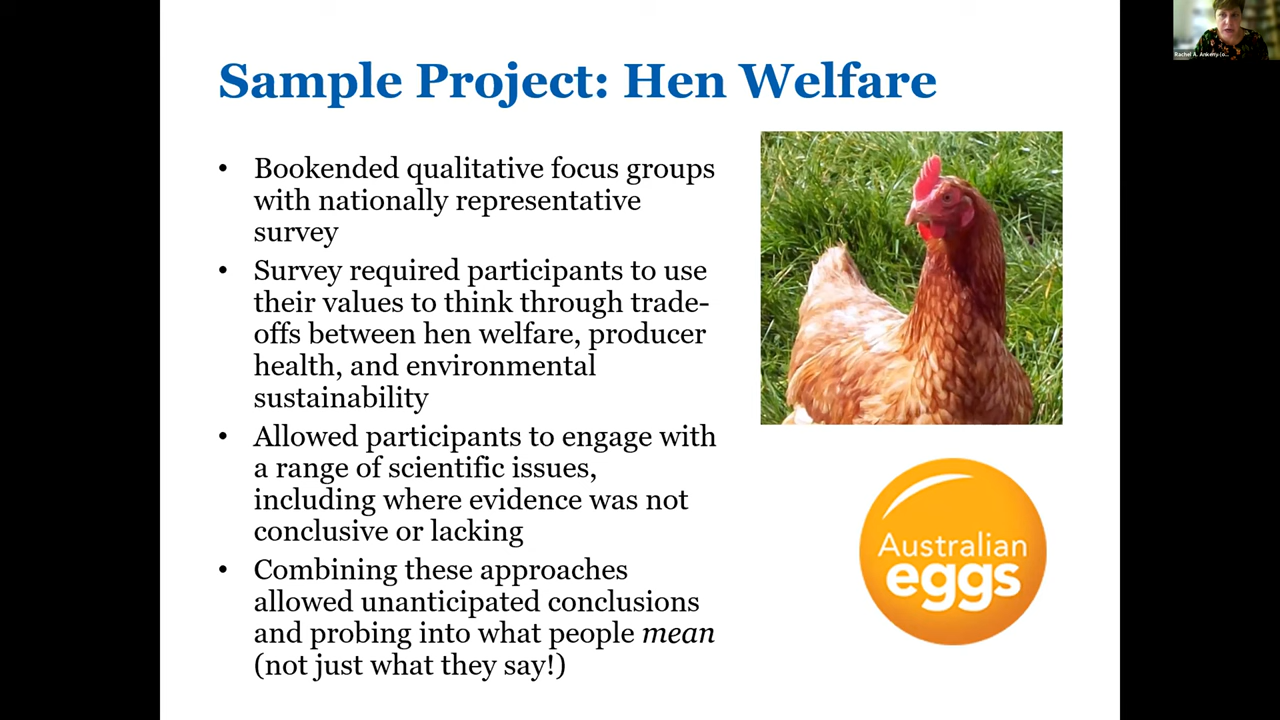 Sample Project: Hen Welfare
• Bookended qualitative focus groups
with nationally representative
survey
• Survey required participants to use
their values to think through trade-
offs between hen welfare, producer
health, and environmental
sustainability
• Allowed participants to engage with
a range of scientific issues,
including where evidence was not
conclusive or lacking
• Combining these approaches
allowed unanticipated conclusions
and probing into what people mean
(not just what they say!)
Australian
eggs
Rachel A. Ankeny (o...